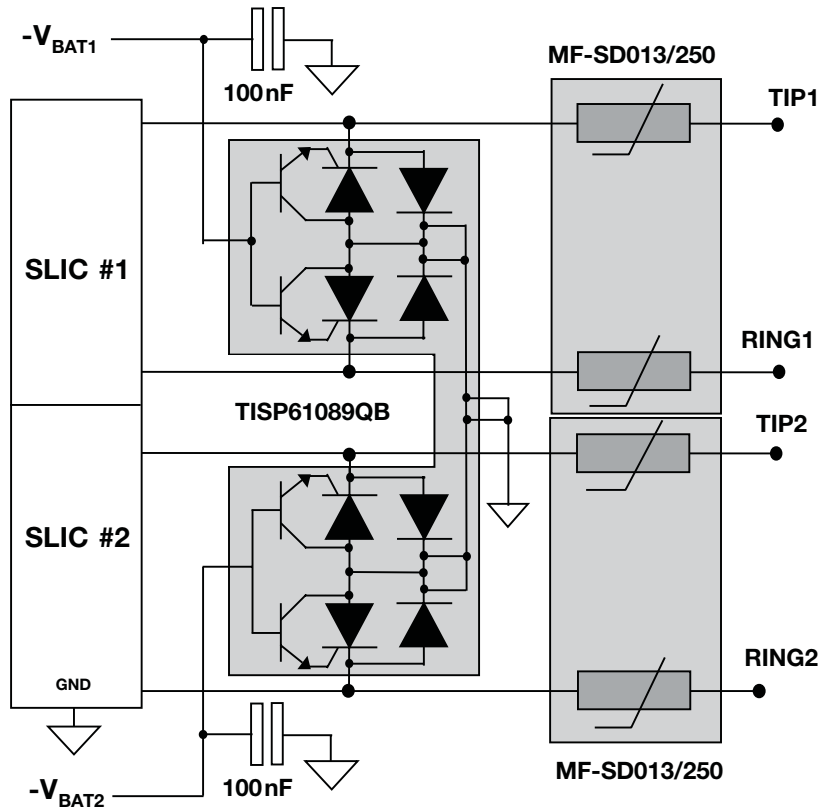 -VBAT1
100nF
MF-SD013/250
TIP1
SLIC #1
RING1
TISP61089QB
TIP2
SLIC #2
RING2
GND
100nF
-VBAT2
MF-SD013/250